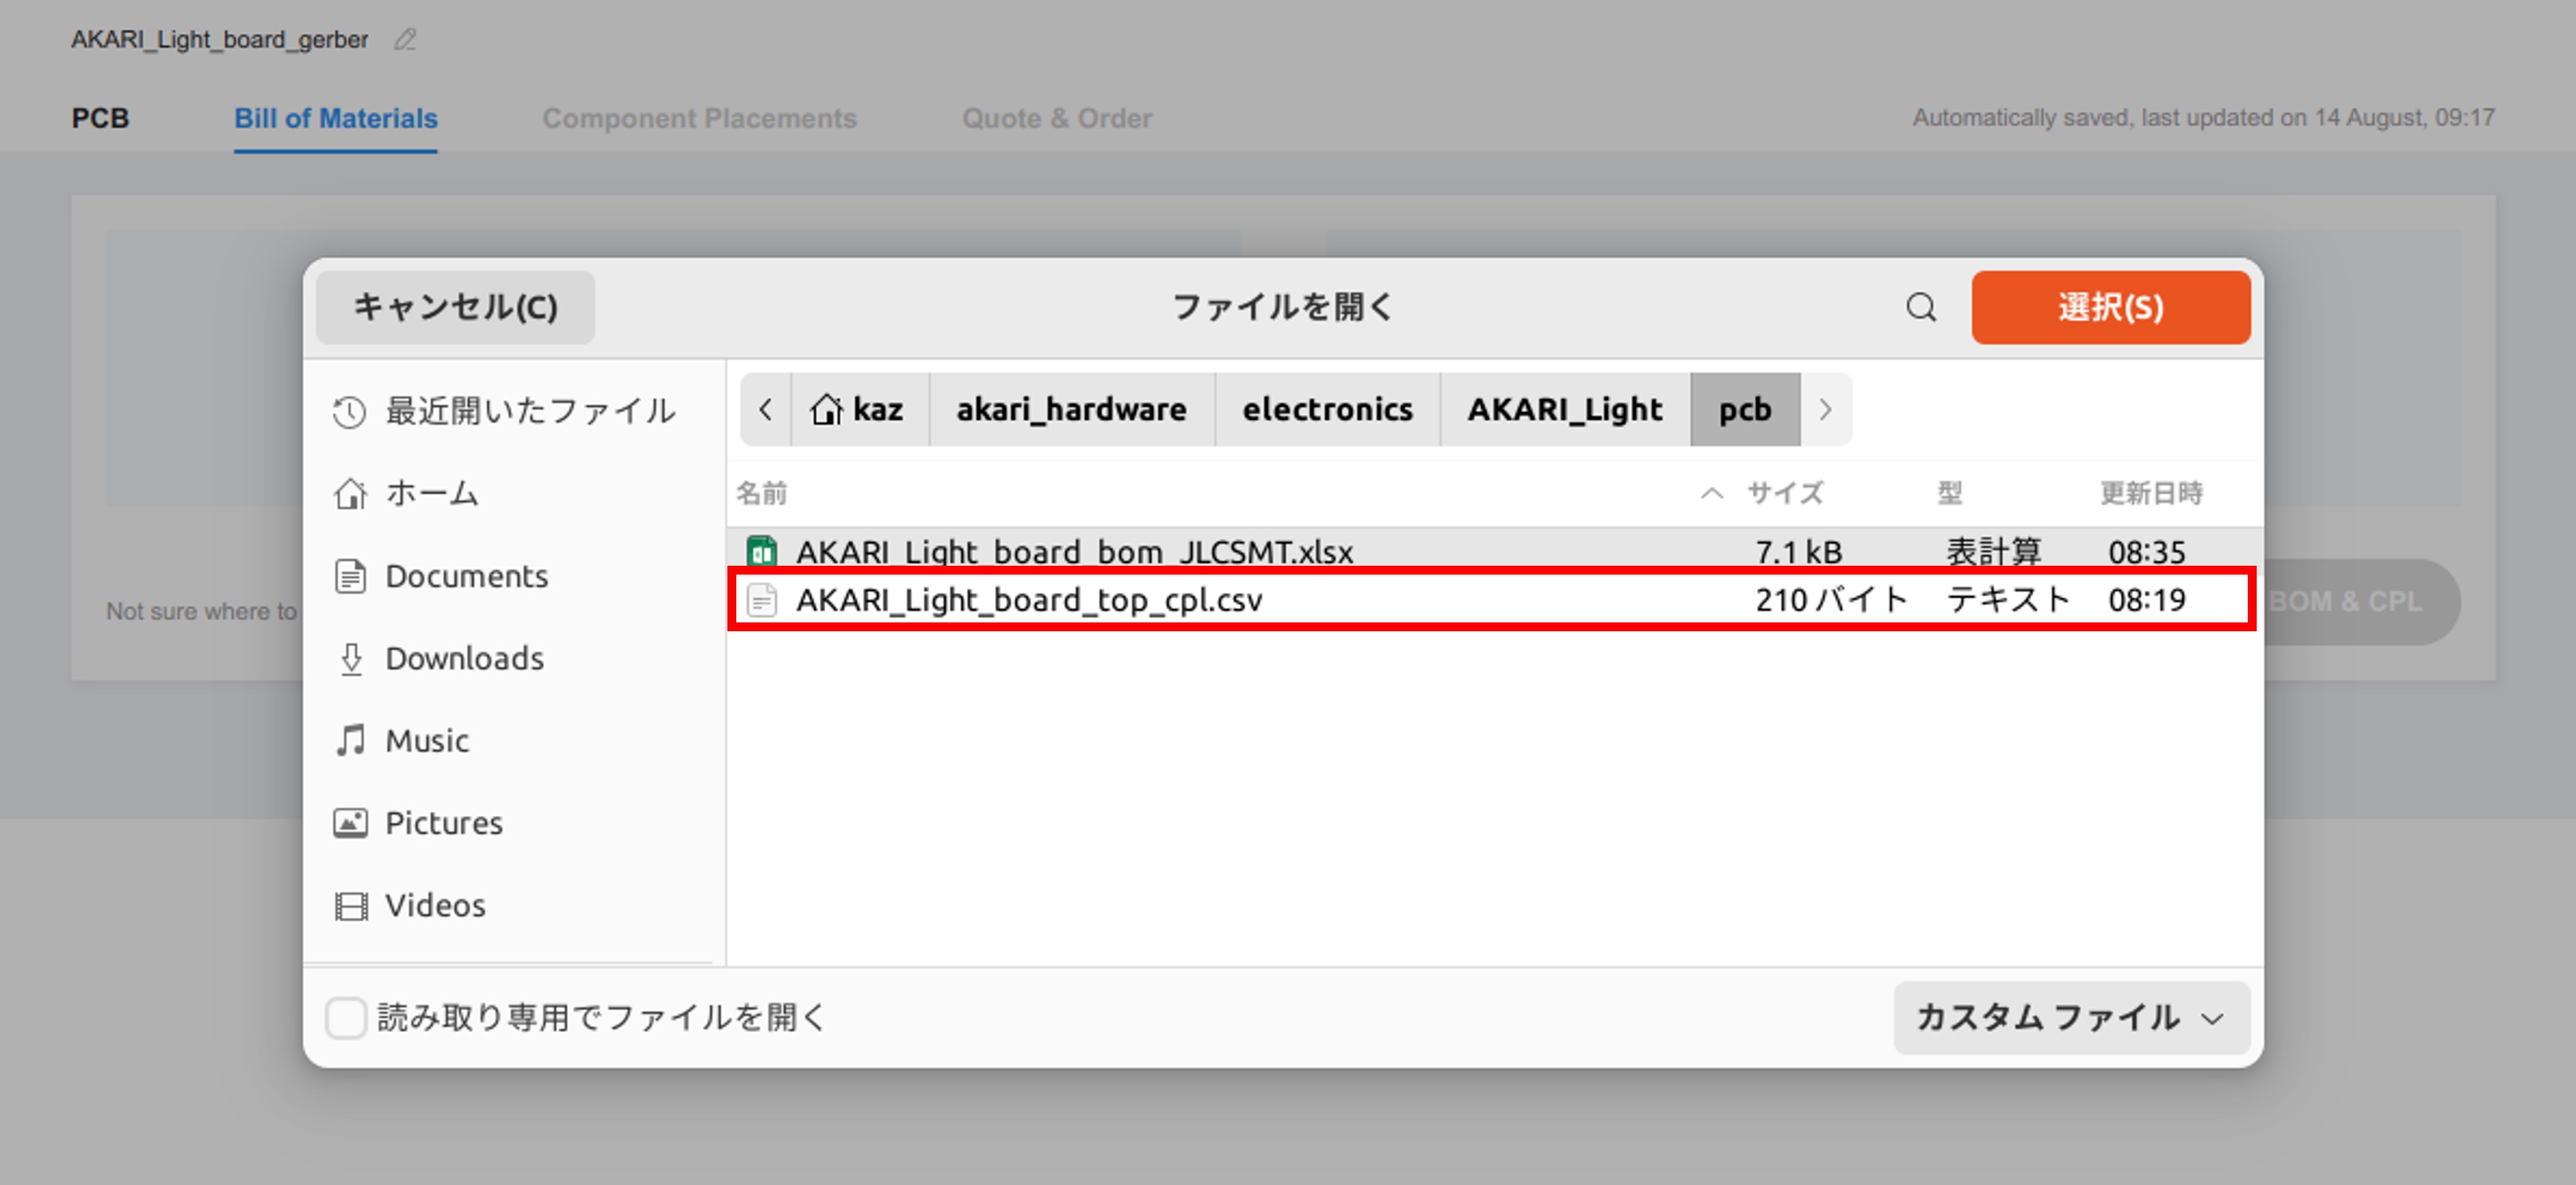 AKARI_Light_board_gerber
PCB Bill of Materials Component Placements Quote & Order Automatically saved, last updated on 14 August, 09:17
キャンセル(C) ファイルを開く 選択(S)
最近開いたファイル
ホーム
Documents
Downloads
Music
Pictures
Videos
kaz akari_hardware electronics AKARI_Light pcb
名前 サイズ 型 更新日時
AKARI_Light_board_bom_JLCSMT.xlsx 7.1 kB 表計算 08:35
AKARI_Light_board_top_cpl.csv 210 バイト テキスト 08:19
Not sure where to
BOM & CPL
読み取り専用でファイルを開く カスタム ファイル